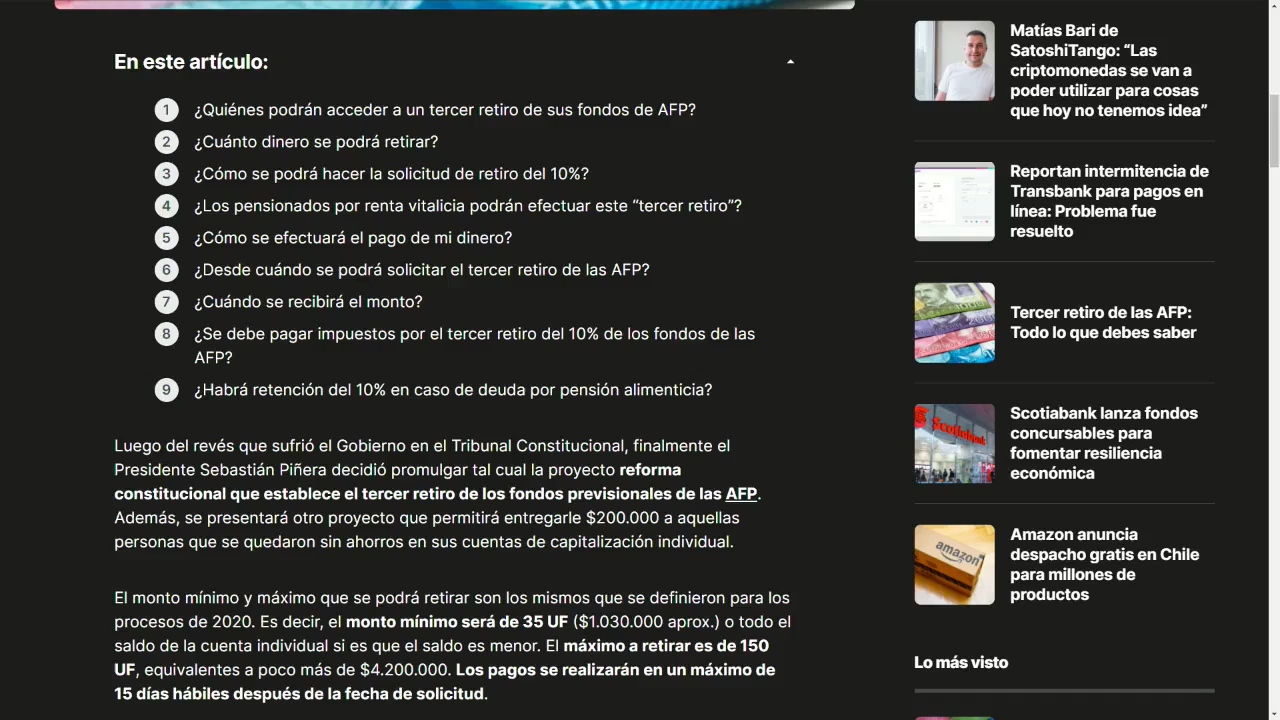 En este artículo:
1 ¿Quiénes podrán acceder a un tercer retiro de sus fondos de AFP?
2 ¿Cuánto dinero se podrá retirar?
3 ¿Cómo se podrá hacer la solicitud de retiro del 10%?
4 ¿Los pensionados por renta vitalicia podrán efectuar este “tercer retiro”?
5 ¿Cómo se efectuará el pago de mi dinero?
6 ¿Desde cuándo se podrá solicitar el tercer retiro de las AFP?
7 ¿Cuándo se recibirá el monto?
8 ¿Se debe pagar impuestos por el tercer retiro del 10% de los fondos de las
AFP?
9 ¿Habrá retención del 10% en caso de deuda por pensión alimenticia?
Luego del revés que sufrió el Gobierno en el Tribunal Constitucional, finalmente el
Presidente Sebastián Piñera decidió promulgar tal cual la proyecto reforma
constitucional que establece el tercer retiro de los fondos previsionales de las AFP.
Además, se presentará otro proyecto que permitirá entregarle $200.000 a aquellas
personas que se quedaron sin ahorros en sus cuentas de capitalización individual.
El monto mínimo y máximo que se podrá retirar son los mismos que se definieron para los
procesos de 2020. Es decir, el monto mínimo será de 35 UF ($1.030.000 aprox.) o todo el
saldo de la cuenta individual si es que el saldo es menor. El máximo a retirar es de 150
UF, equivalentes a poco más de $4.200.000. Los pagos se realizarán en un máximo de
15 días hábiles después de la fecha de solicitud.
Matías Bari de
SatoshiTango: “Las
criptomonedas se van a
poder utilizar para cosas
que hoy no tenemos idea”
Reportan intermitencia de
Transbank para pagos en
línea: Problema fue
resuelto
Tercer retiro de las AFP:
Todo lo que debes saber
Scotiabank
Scotiabank lanza fondos
concursables para
fomentar resiliencia
económica
amazon
Amazon anuncia
despacho gratis en Chile
para millones de
productos
Lo más visto